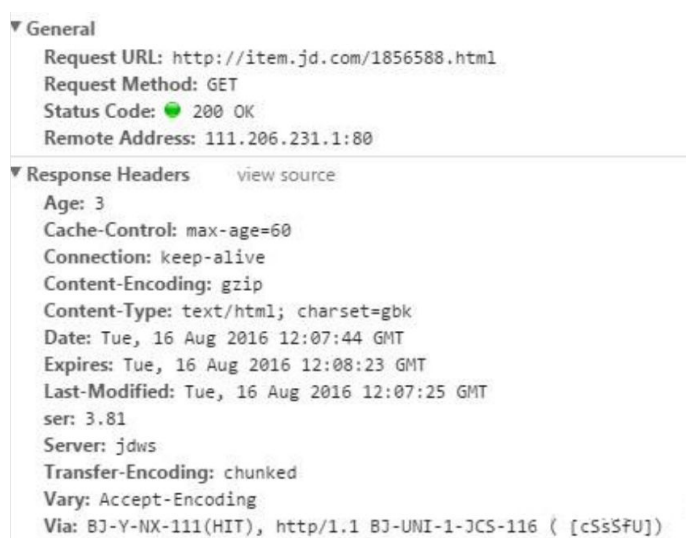 General
Request URL: http://item.jd.com/1856588.html
Request Method: GET
Status Code: 200 OK
Remote Address: 111.206.231.1:80
Response Headers view source
Age: 3
Cache-Control: max-age=60
Connection: keep-alive
Content-Encoding: gzip
Content-Type: text/html; charset=gbk
Date: Tue, 16 Aug 2016 12:07:44 GMT
Expires: Tue, 16 Aug 2016 12:08:23 GMT
Last-Modified: Tue, 16 Aug 2016 12:07:25 GMT
ser: 3.81
Server: jdws
Transfer-Encoding: chunked
Vary: Accept-Encoding
Via: BJ-Y-NX-111(HIT), http/1.1 BJ-UNI-1-JCS-116 ( [cSsSfU])